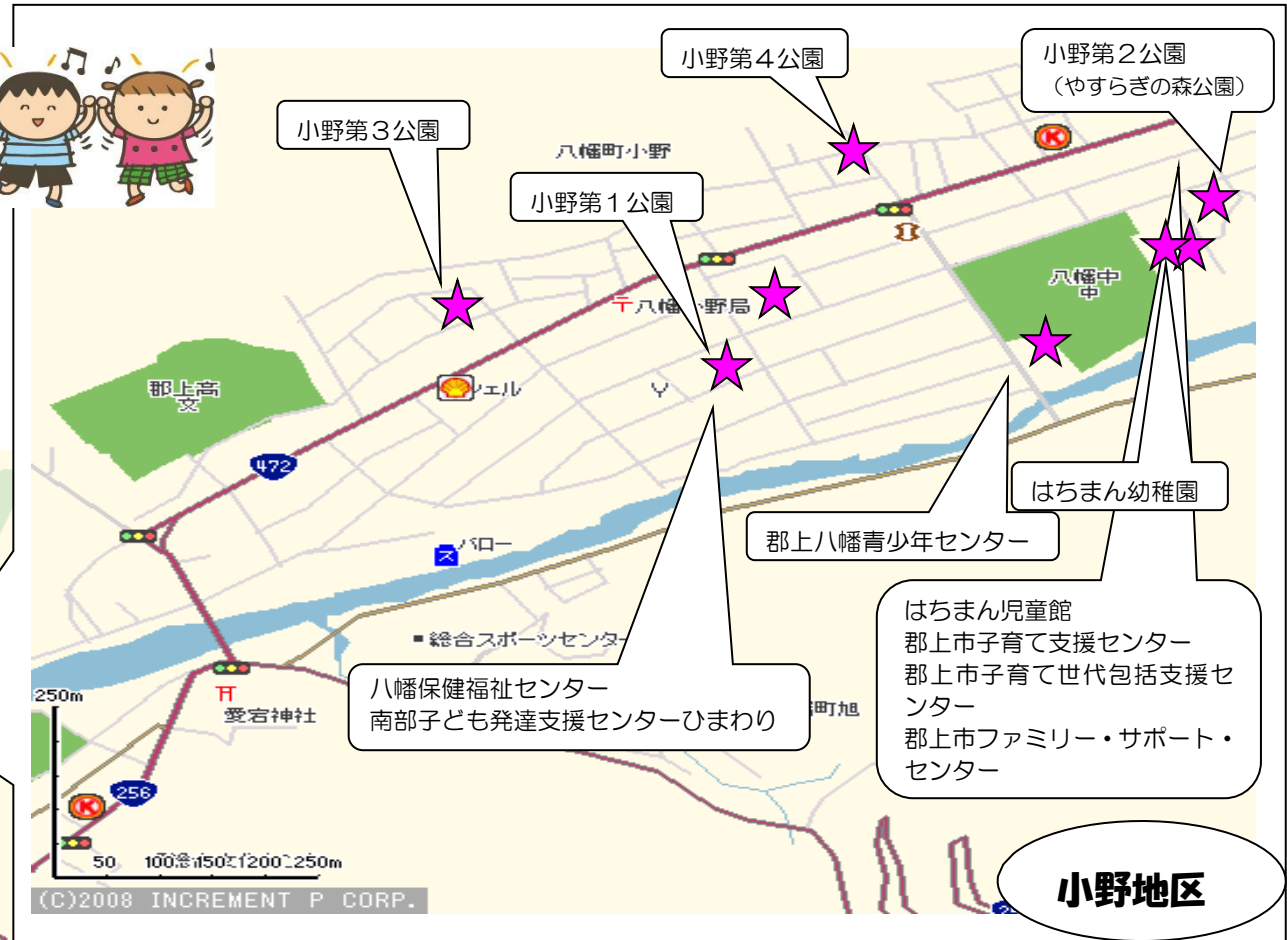 小野第4公園
小野第2公園
（やすらぎの森公園）
小野第3公園
八幡町小野
小野第1公園
K
〒八幡小野局
八幡中
中
郡上高
文
シェル
Y
472
はちまん幼稚園
郡上八幡青少年センター
ス
バロー
はちまん児童館
郡上市子育て支援センター
郡上市子育て世代包括支援セ
ンター
郡上市ファミリー・サポート・
センター
■総合スポーツセンタ
八幡保健福祉センター
南部子ども発達支援センターひまわり
町旭
愛宕神社
250m
256
K
50
250m
小野地区
(C)2008 INCREMENT P CORP.